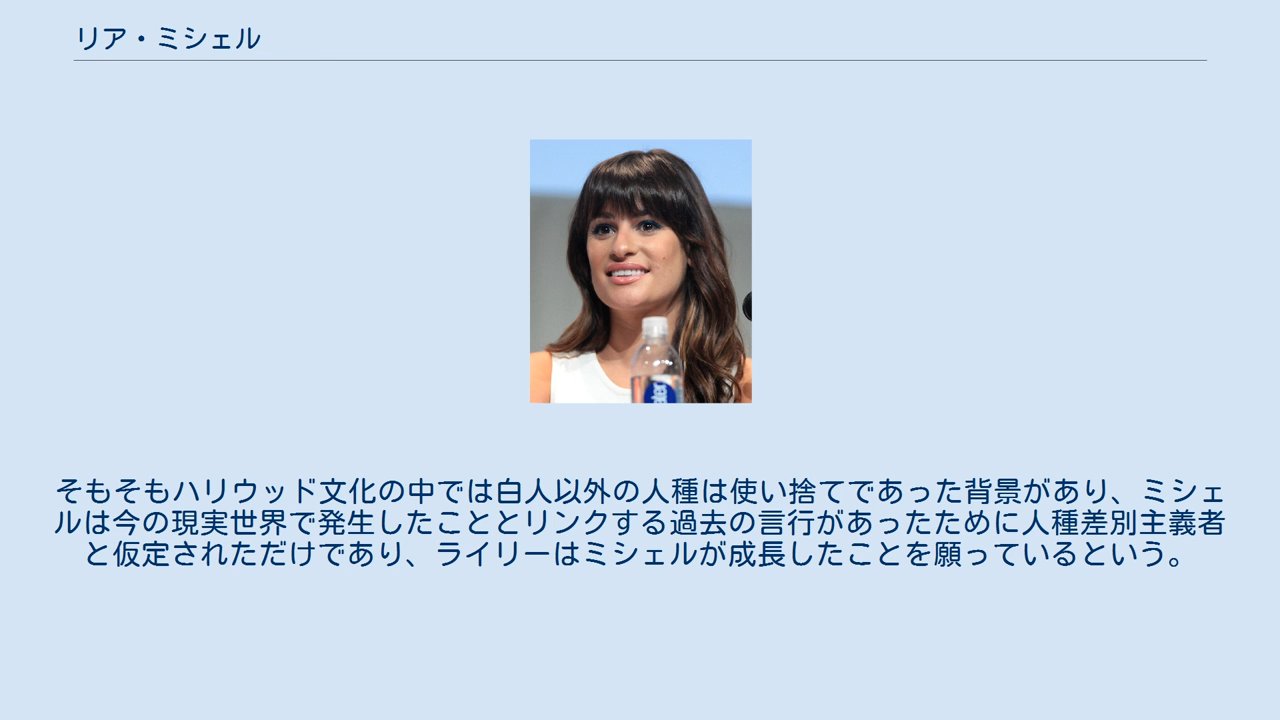 リア・ミシェル
そもそもハリウッド文化の中では白人以外の人種は使い捨てであった背景があり、ミシェ
ルは今の現実世界で発生したこととリンクする過去の言行があったために人種差別主義者
と仮定されただけであり、ライリーはミシェルが成長したことを願っているという。